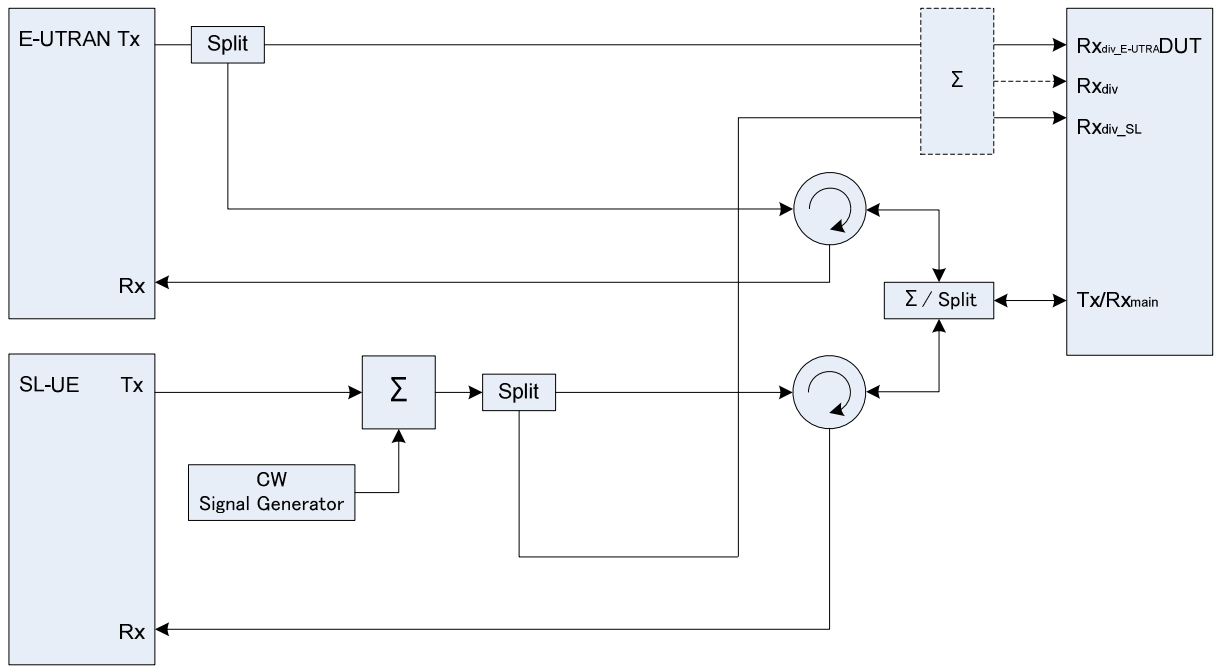 E-UTRAN Tx
Split
Σ
Rxdiv_E-UTRA DUT
Rxdiv
Rxdiv_SL
Rx
Σ / Split
Tx/Rxmain
SL-UE Tx
Σ
Split
CW
Signal Generator
Rx